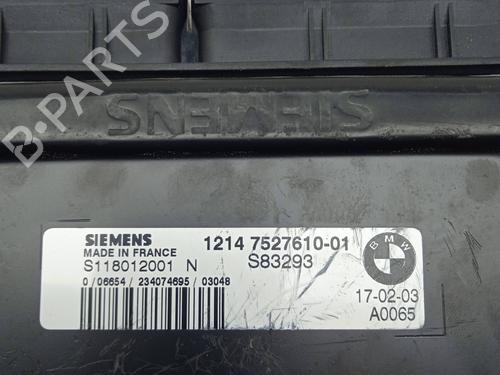 B-PARTS
SIEMENS
SIEMENS
MADE IN FRANCE
1214 7527610-01
S118012001 N
S83293
BMW
0 / 06654 / 234074695 / 03048
17-02-03
A0065